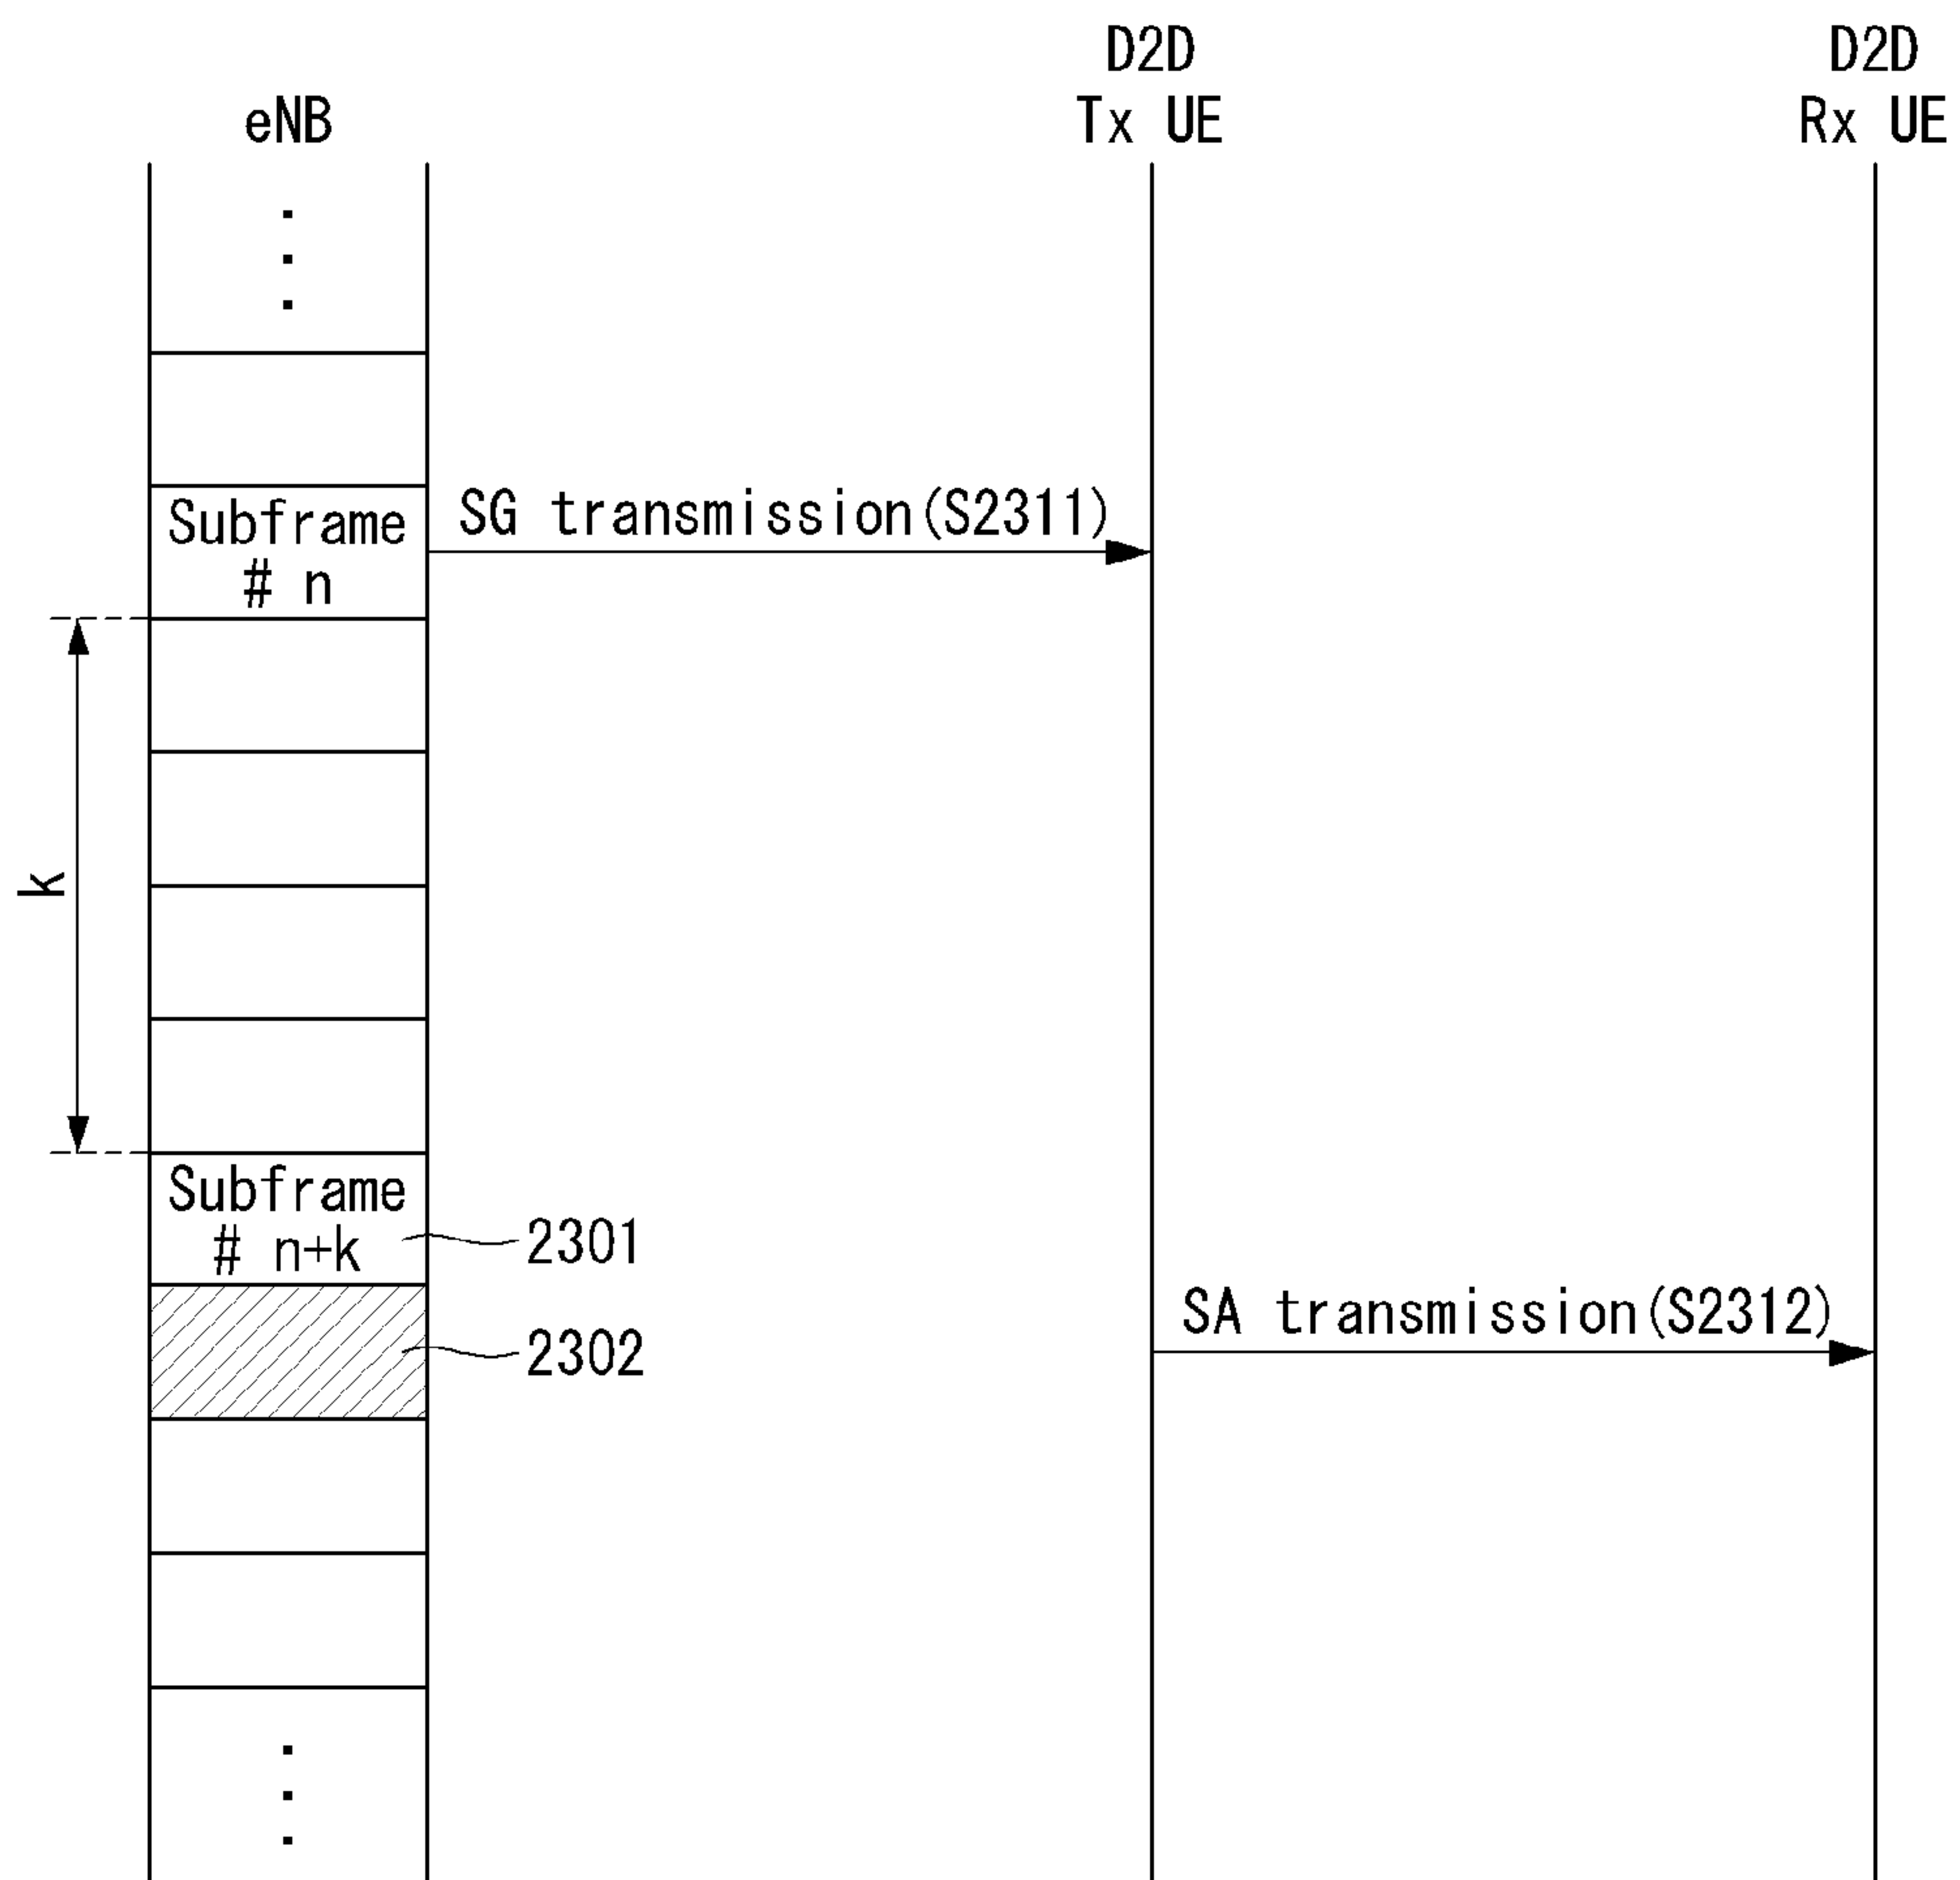 D2D
Tx UE
D2D
Rx UE
eNB
Subframe
# n
SG transmission(S2311)
k
Subframe
# n+k
2301
SA transmission(S2312)
2302